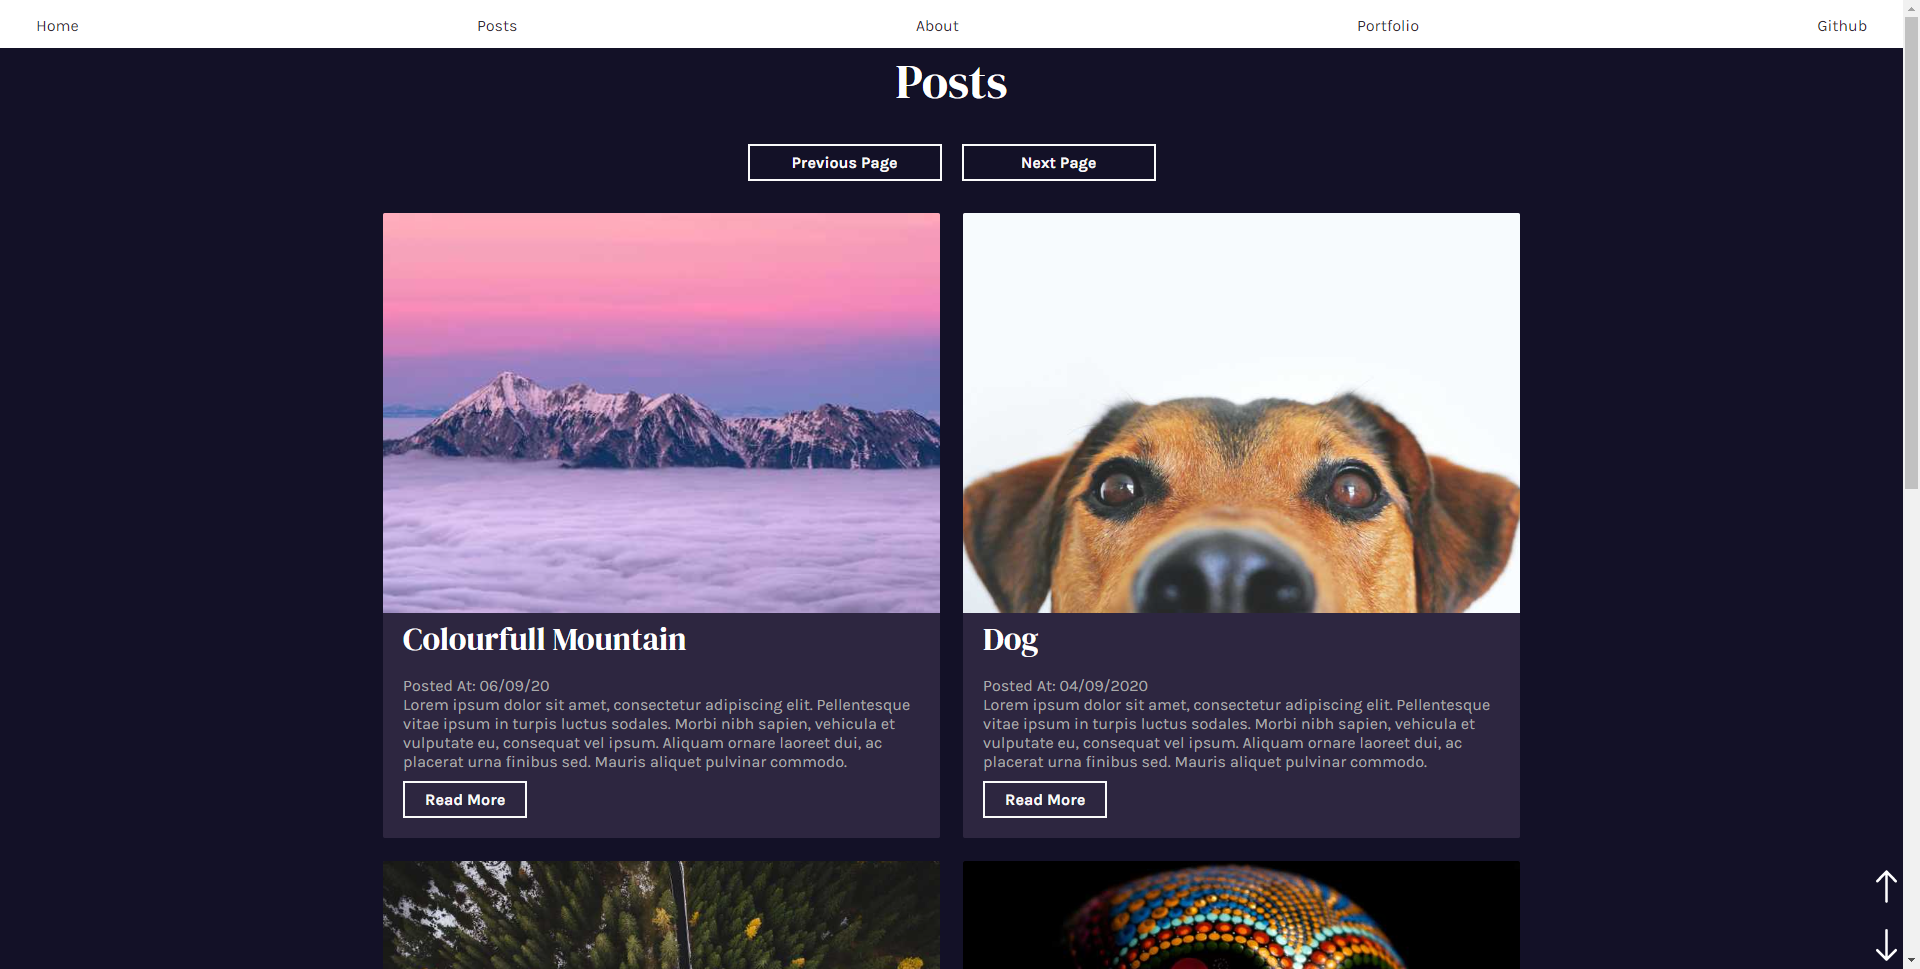 Home Posts About Portfolio Github
Posts
Previous Page Next Page
Colourfull Mountain
Posted At: 06/09/20
Lorem ipsum dolor sit amet, consectetur adipiscing elit. Pellentesque
vitae ipsum in turpis luctus sodales. Morbi nibh sapien, vehicula et
vulputate eu, consequat vel ipsum. Aliquam ornare laoreet dui, ac
placerat urna finibus sed. Mauris aliquet pulvinar commodo.
Read More
Dog
Posted At: 04/09/2020
Lorem ipsum dolor sit amet, consectetur adipiscing elit. Pellentesque
vitae ipsum in turpis luctus sodales. Morbi nibh sapien, vehicula et
vulputate eu, consequat vel ipsum. Aliquam ornare laoreet dui, ac
placerat urna finibus sed. Mauris aliquet pulvinar commodo.
Read More